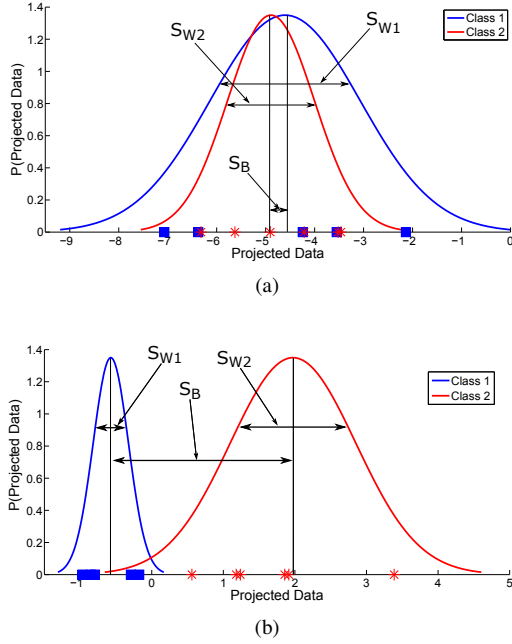 1.4
1.2
1
0.8
0.6
0.4
0.2
0
P(Projected Data)
S_W2
S_W1
S_B
Class 1
Class 2
-9 -8 -7 -6 -5 -4 -3 -2 -1 0
Projected Data
(a)
1.4
1.2
1
0.8
0.6
0.4
0.2
0
P(Projected Data)
S_W1
S_B
S_W2
Class 1
Class 2
-1 0 1 2 3 4 5
Projected Data
(b)